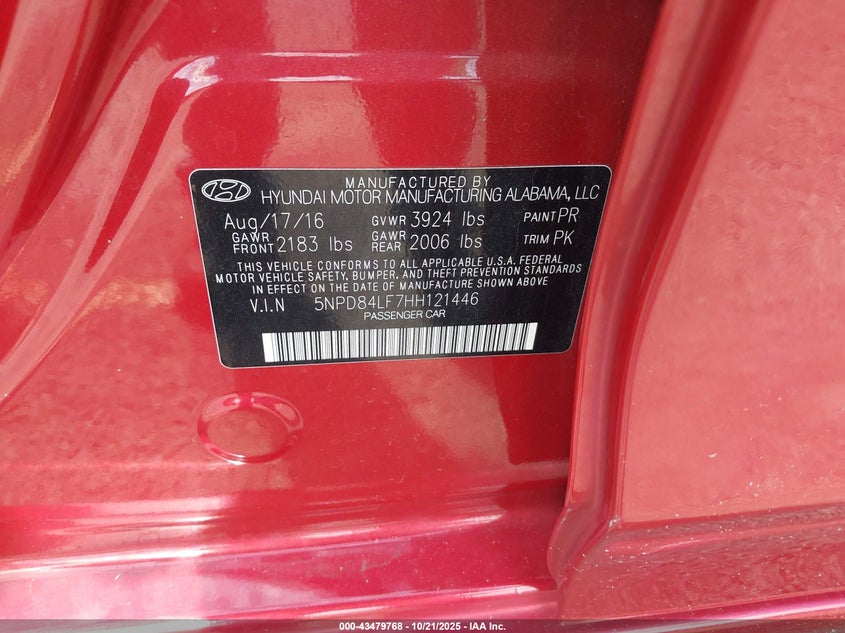 MANUFACTURED BY
HYUNDAI MOTOR MANUFACTURING ALABAMA, LLC
Aug/17/16 GVWR 3924 lbs PAINT PR
GAWR FRONT 2183 lbs GAWR REAR 2006 lbs TRIM PK
THIS VEHICLE CONFORMS TO ALL APPLICABLE U.S.A. FEDERAL
MOTOR VEHICLE SAFETY, BUMPER, AND THEFT PREVENTION STANDARDS
IN EFFECT ON THE DATE OF MANUFACTURE SHOWN ABOVE.
V.I.N 5NPD84LF7HH121446
PASSENGER CAR
000-43479768 - 10/21/2025 - IAA Inc.